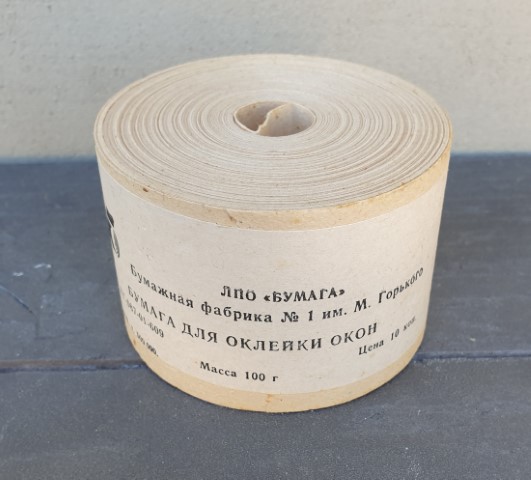 ЛПО «БУМАГА»
Бумажная фабрика № 1 им. М. Горького
БУМАГА ДЛЯ ОКЛЕЙКИ ОКОН
Масса 100 г
Цена 10 коп.